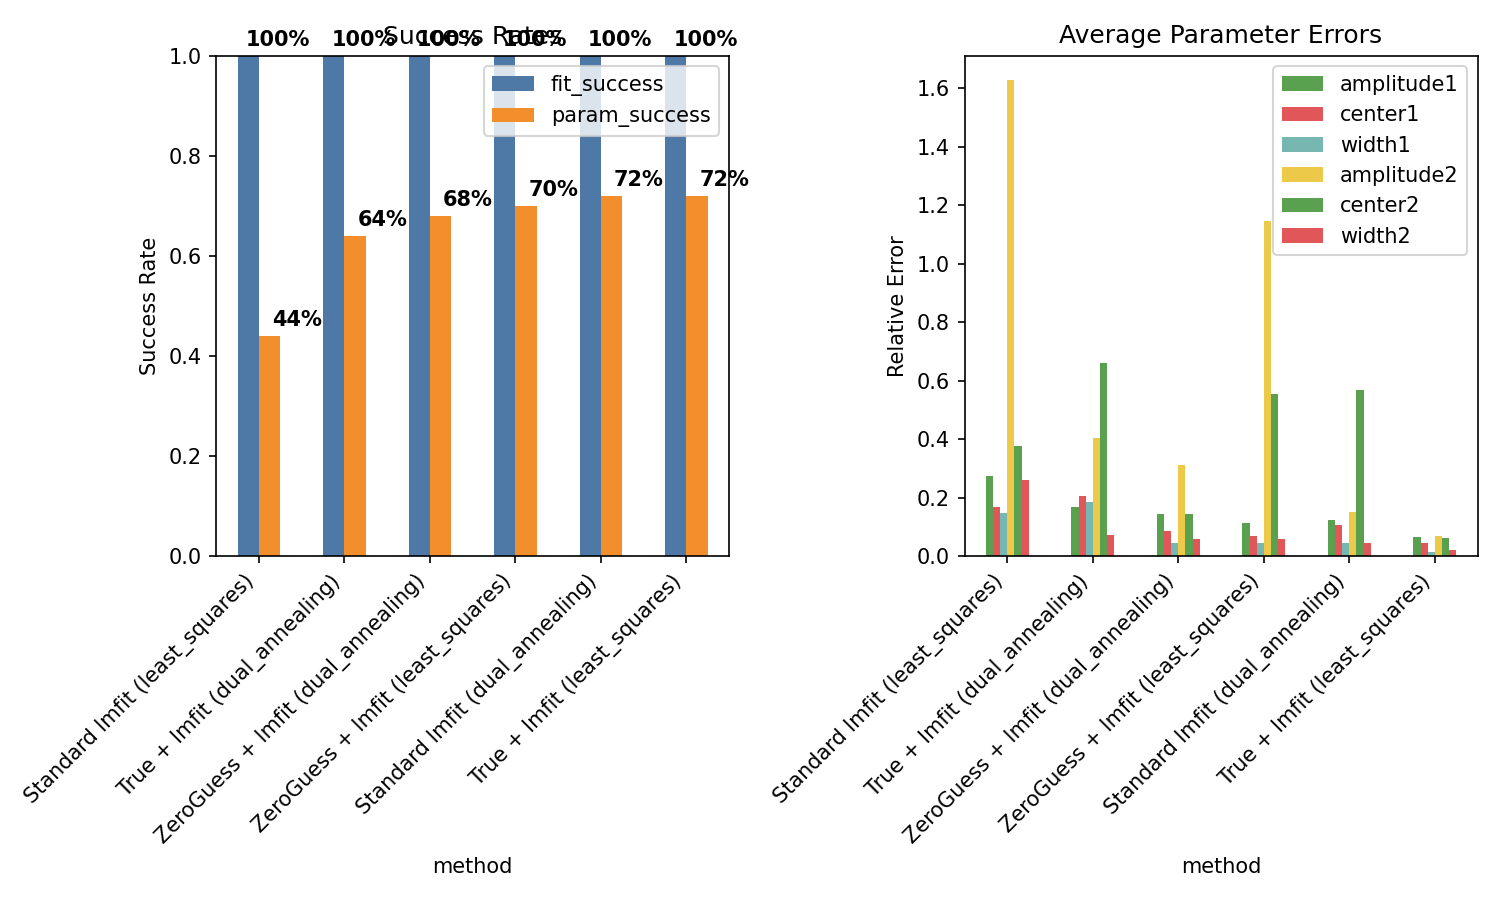 Success Rates
100%
100%
100%
100%
100%
100%
fit_success
param_success
44%
64%
68%
70%
72%
72%
Success Rate
1.0
0.8
0.6
0.4
0.2
0.0
Standard lmfit (least_squares)
True + lmfit (dual_annealing)
ZeroGuess + lmfit (dual_annealing)
ZeroGuess + lmfit (least_squares)
Standard lmfit (dual_annealing)
True + lmfit (least_squares)
method
Average Parameter Errors
amplitude1
center1
width1
amplitude2
center2
width2
Relative Error
1.6
1.4
1.2
1.0
0.8
0.6
0.4
0.2
0.0
Standard lmfit (least_squares)
True + lmfit (dual_annealing)
ZeroGuess + lmfit (dual_annealing)
ZeroGuess + lmfit (least_squares)
Standard lmfit (dual_annealing)
True + lmfit (least_squares)
method